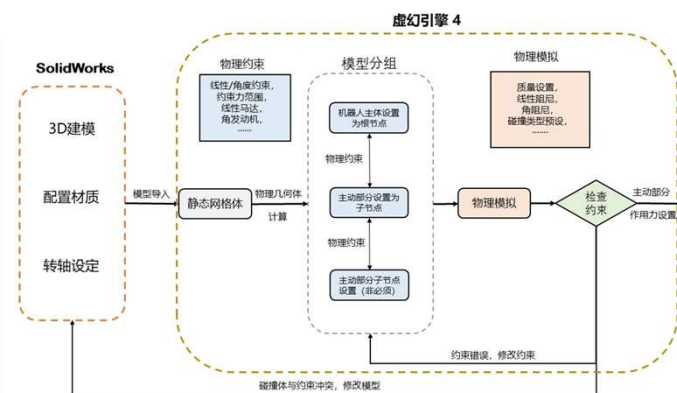 虚幻引擎 4
SolidWorks
3D建模
配置材质
转轴设定
模型导入
静态网格体
物理几何体
计算
物理约束
线性/角度约束,
约束力范围,
线性马达,
角发动机,
......
模型分组
机器人主体设置
为根节点
物理约束
主动部分设置为
子节点
物理约束
主动部分子节点
设置（非必须）
物理模拟
质量设置,
线性阻尼,
角阻尼,
碰撞类型预设,
.......
物理模拟
检查
约束
主动部分
作用力设置
约束错误，修改约束
碰撞体与约束冲突，修改模型